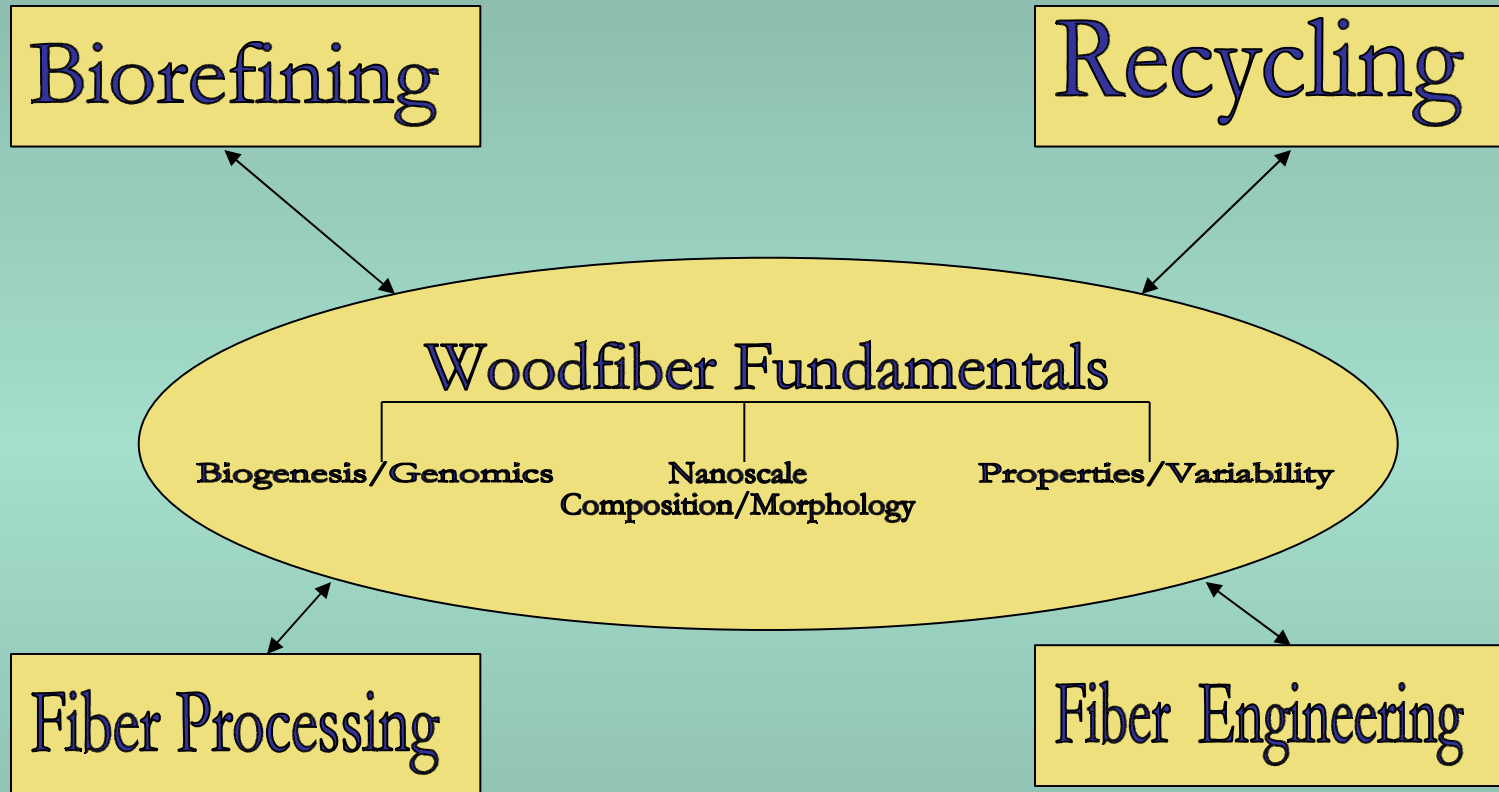 Biorefining
Recycling
Woodfiber Fundamentals
Biogenesis/Genomics
Nanoscale
Composition/Morphology
Properties/Variability
Fiber Processing
Fiber Engineering